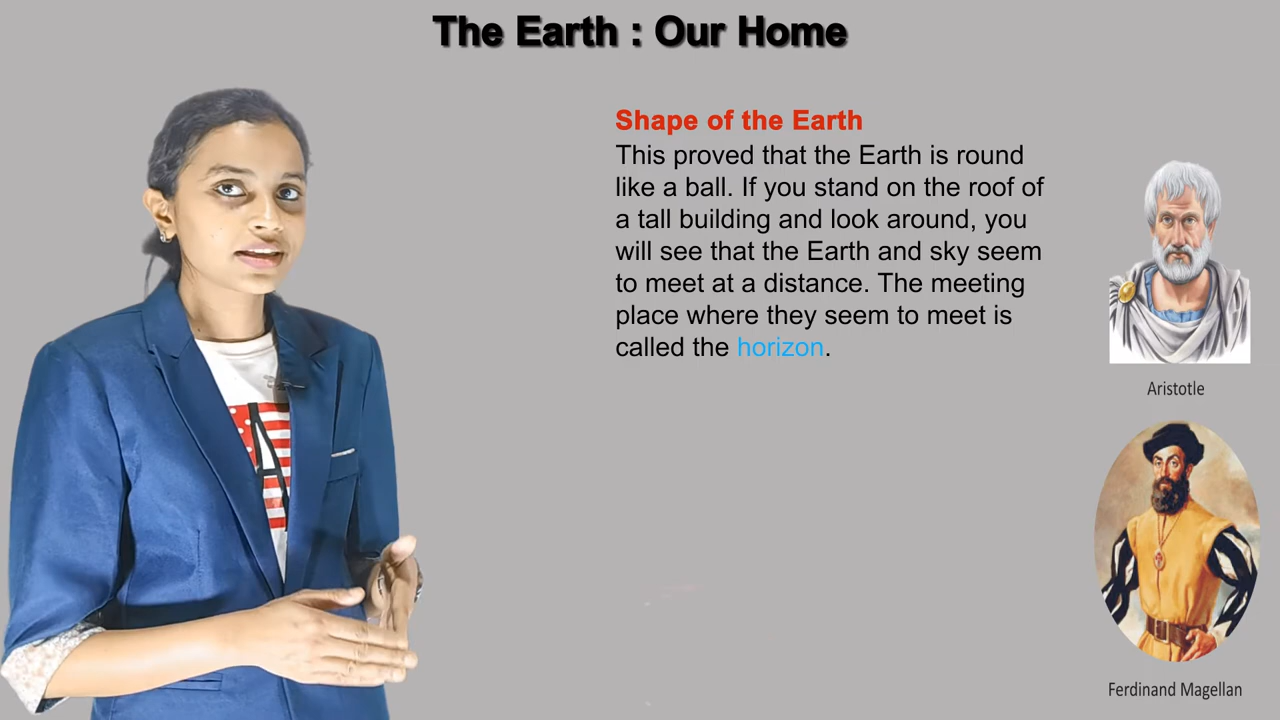 The Earth : Our Home
Shape of the Earth
This proved that the Earth is round
like a ball. If you stand on the roof of
a tall building and look around, you
will see that the Earth and sky seem
to meet at a distance. The meeting
place where they seem to meet is
called the horizon.
Aristotle
Ferdinand Magellan